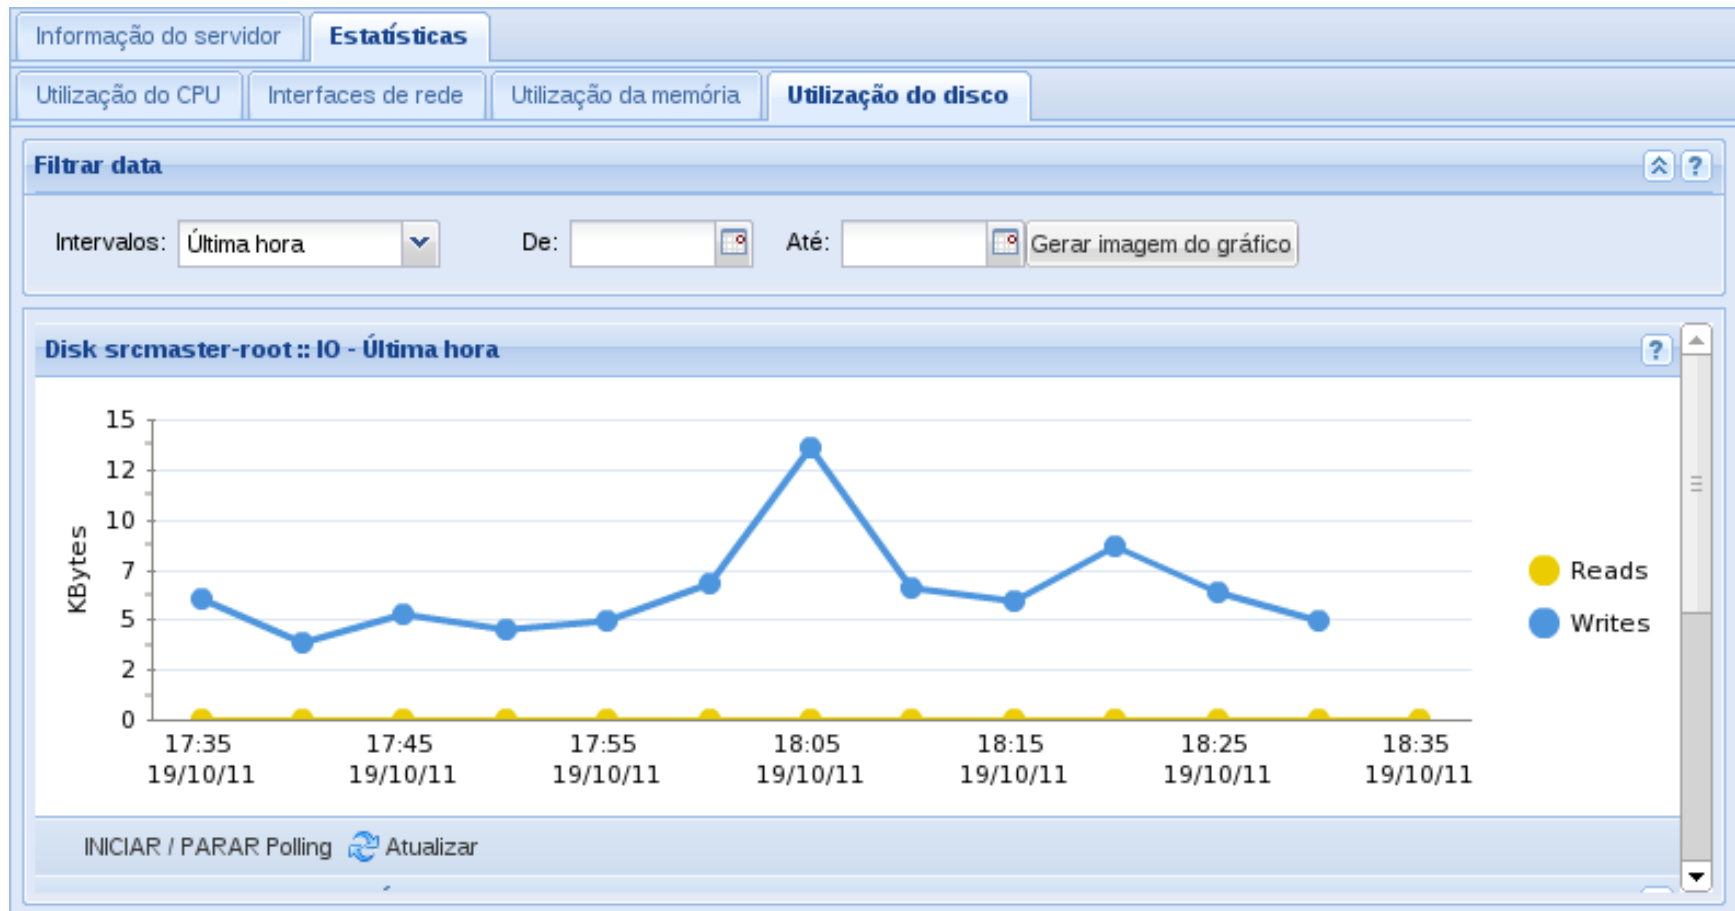 Informação do servidor Estatísticas
Utilização do CPU Interfaces de rede Utilização da memória Utilização do disco
Filtrar data ?
Intervalos: Última hora De: Até: Gerar imagem do gráfico
Disk srcmaster-root :: IO - Última hora ?
15
12
10
7
5
2
0
KBytes
Reads
Writes
17:35 17:45 17:55 18:05 18:15 18:25 18:35
19/10/11 19/10/11 19/10/11 19/10/11 19/10/11 19/10/11 19/10/11
INICIAR / PARAR Polling Atualizar